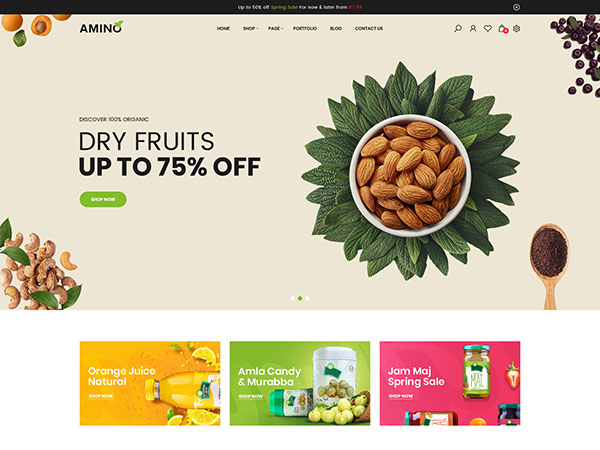 Up to 50% off Spring Sale For now & later from $7.99
AMINO
HOME SHOP PAGE PORTFOLIO BLOG CONTACT US
DISCOVER 100% ORGANIC
DRY FRUITS
UP TO 75% OFF
SHOP NOW
Orange Juice
Natural
SHOP NOW
Amla Candy
& Murabba
SHOP NOW
Jam Maj
Spring Sale
SHOP NOW